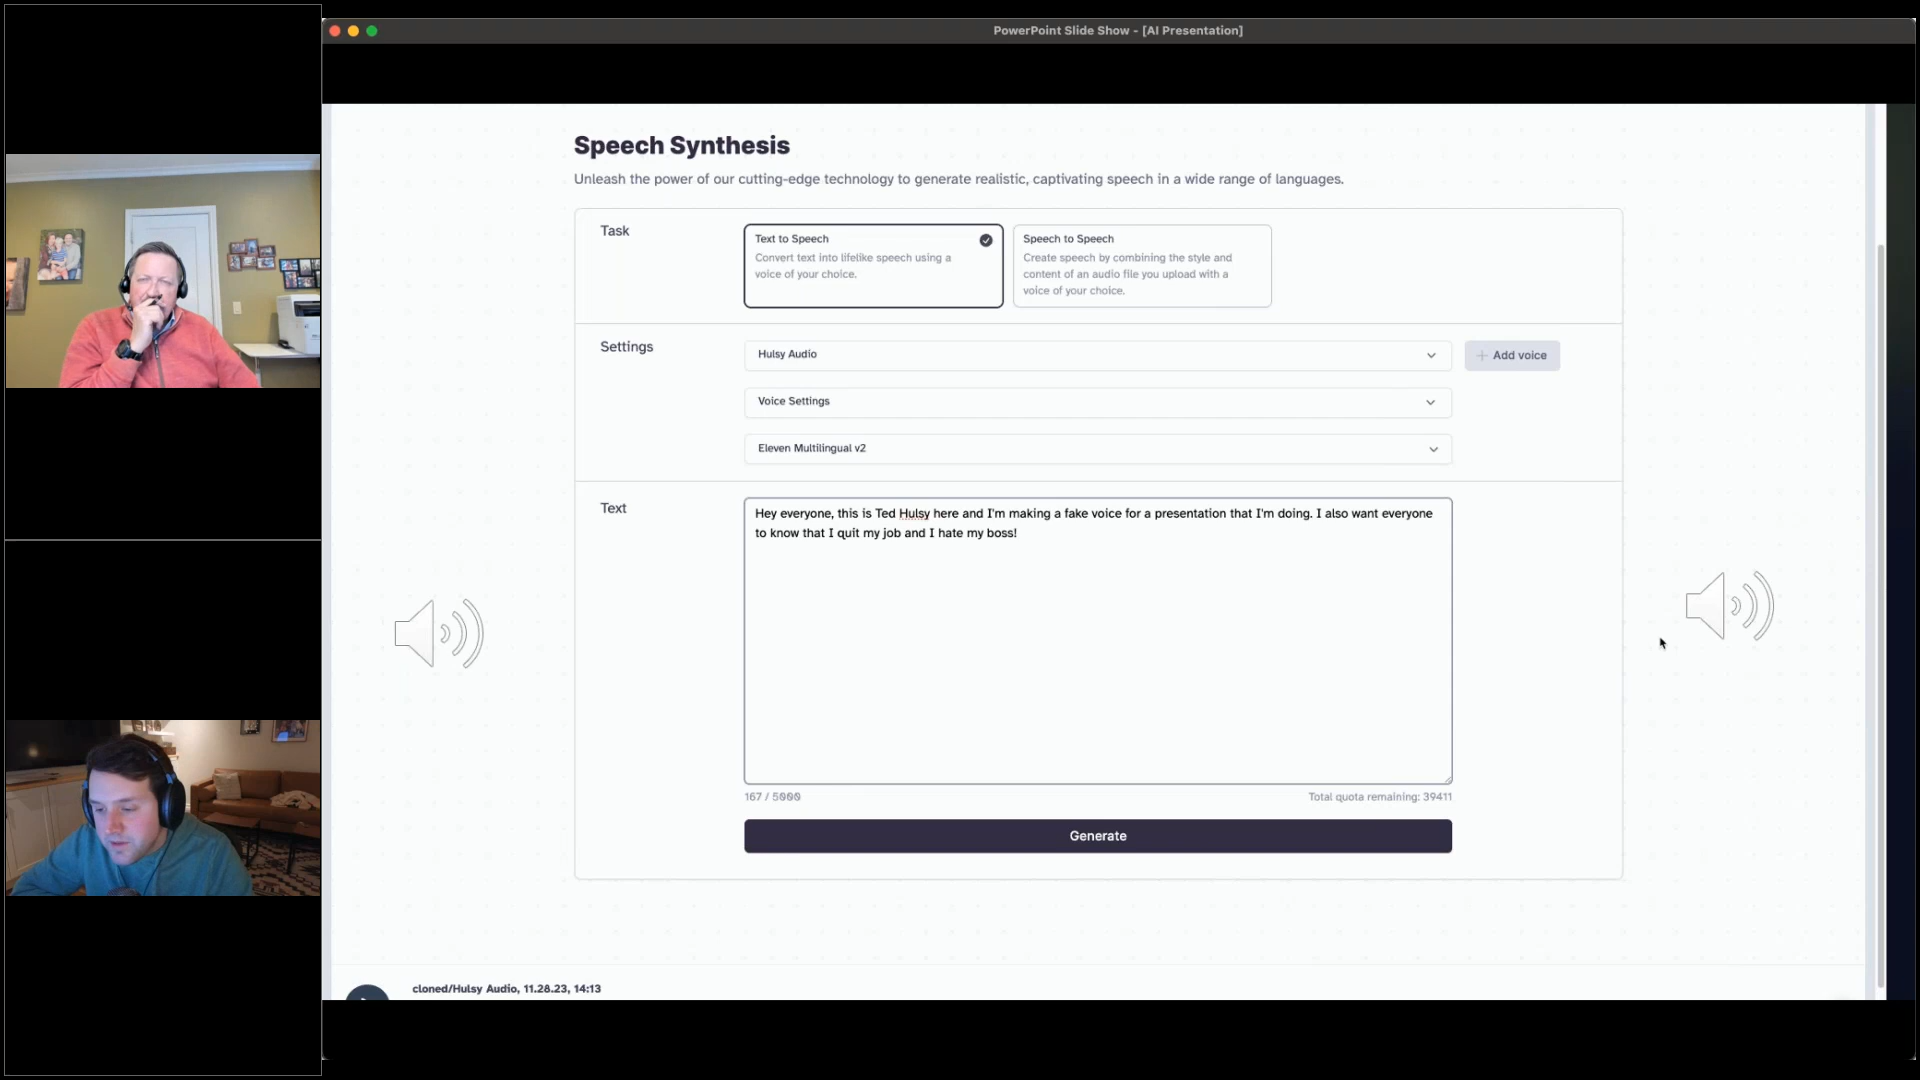 PowerPoint Slide Show - [AI Presentation]
Speech Synthesis
Unleash the power of our cutting-edge technology to generate realistic, captivating speech in a wide range of languages.
Task
Text to Speech
Convert text into lifelike speech using a
voice of your choice.
Speech to Speech
Create speech by combining the style and
content of an audio file you upload with a
voice of your choice.
Settings
Hulsy Audio
+ Add voice
Voice Settings
Eleven Multilingual v2
Text
Hey everyone, this is Ted Hulsy here and I'm making a fake voice for a presentation that I'm doing. I also want everyone
to know that I quit my job and I hate my boss!
167 / 5000
Total quota remaining: 39411
Generate
cloned/Hulsy Audio, 11.28.23, 14:13